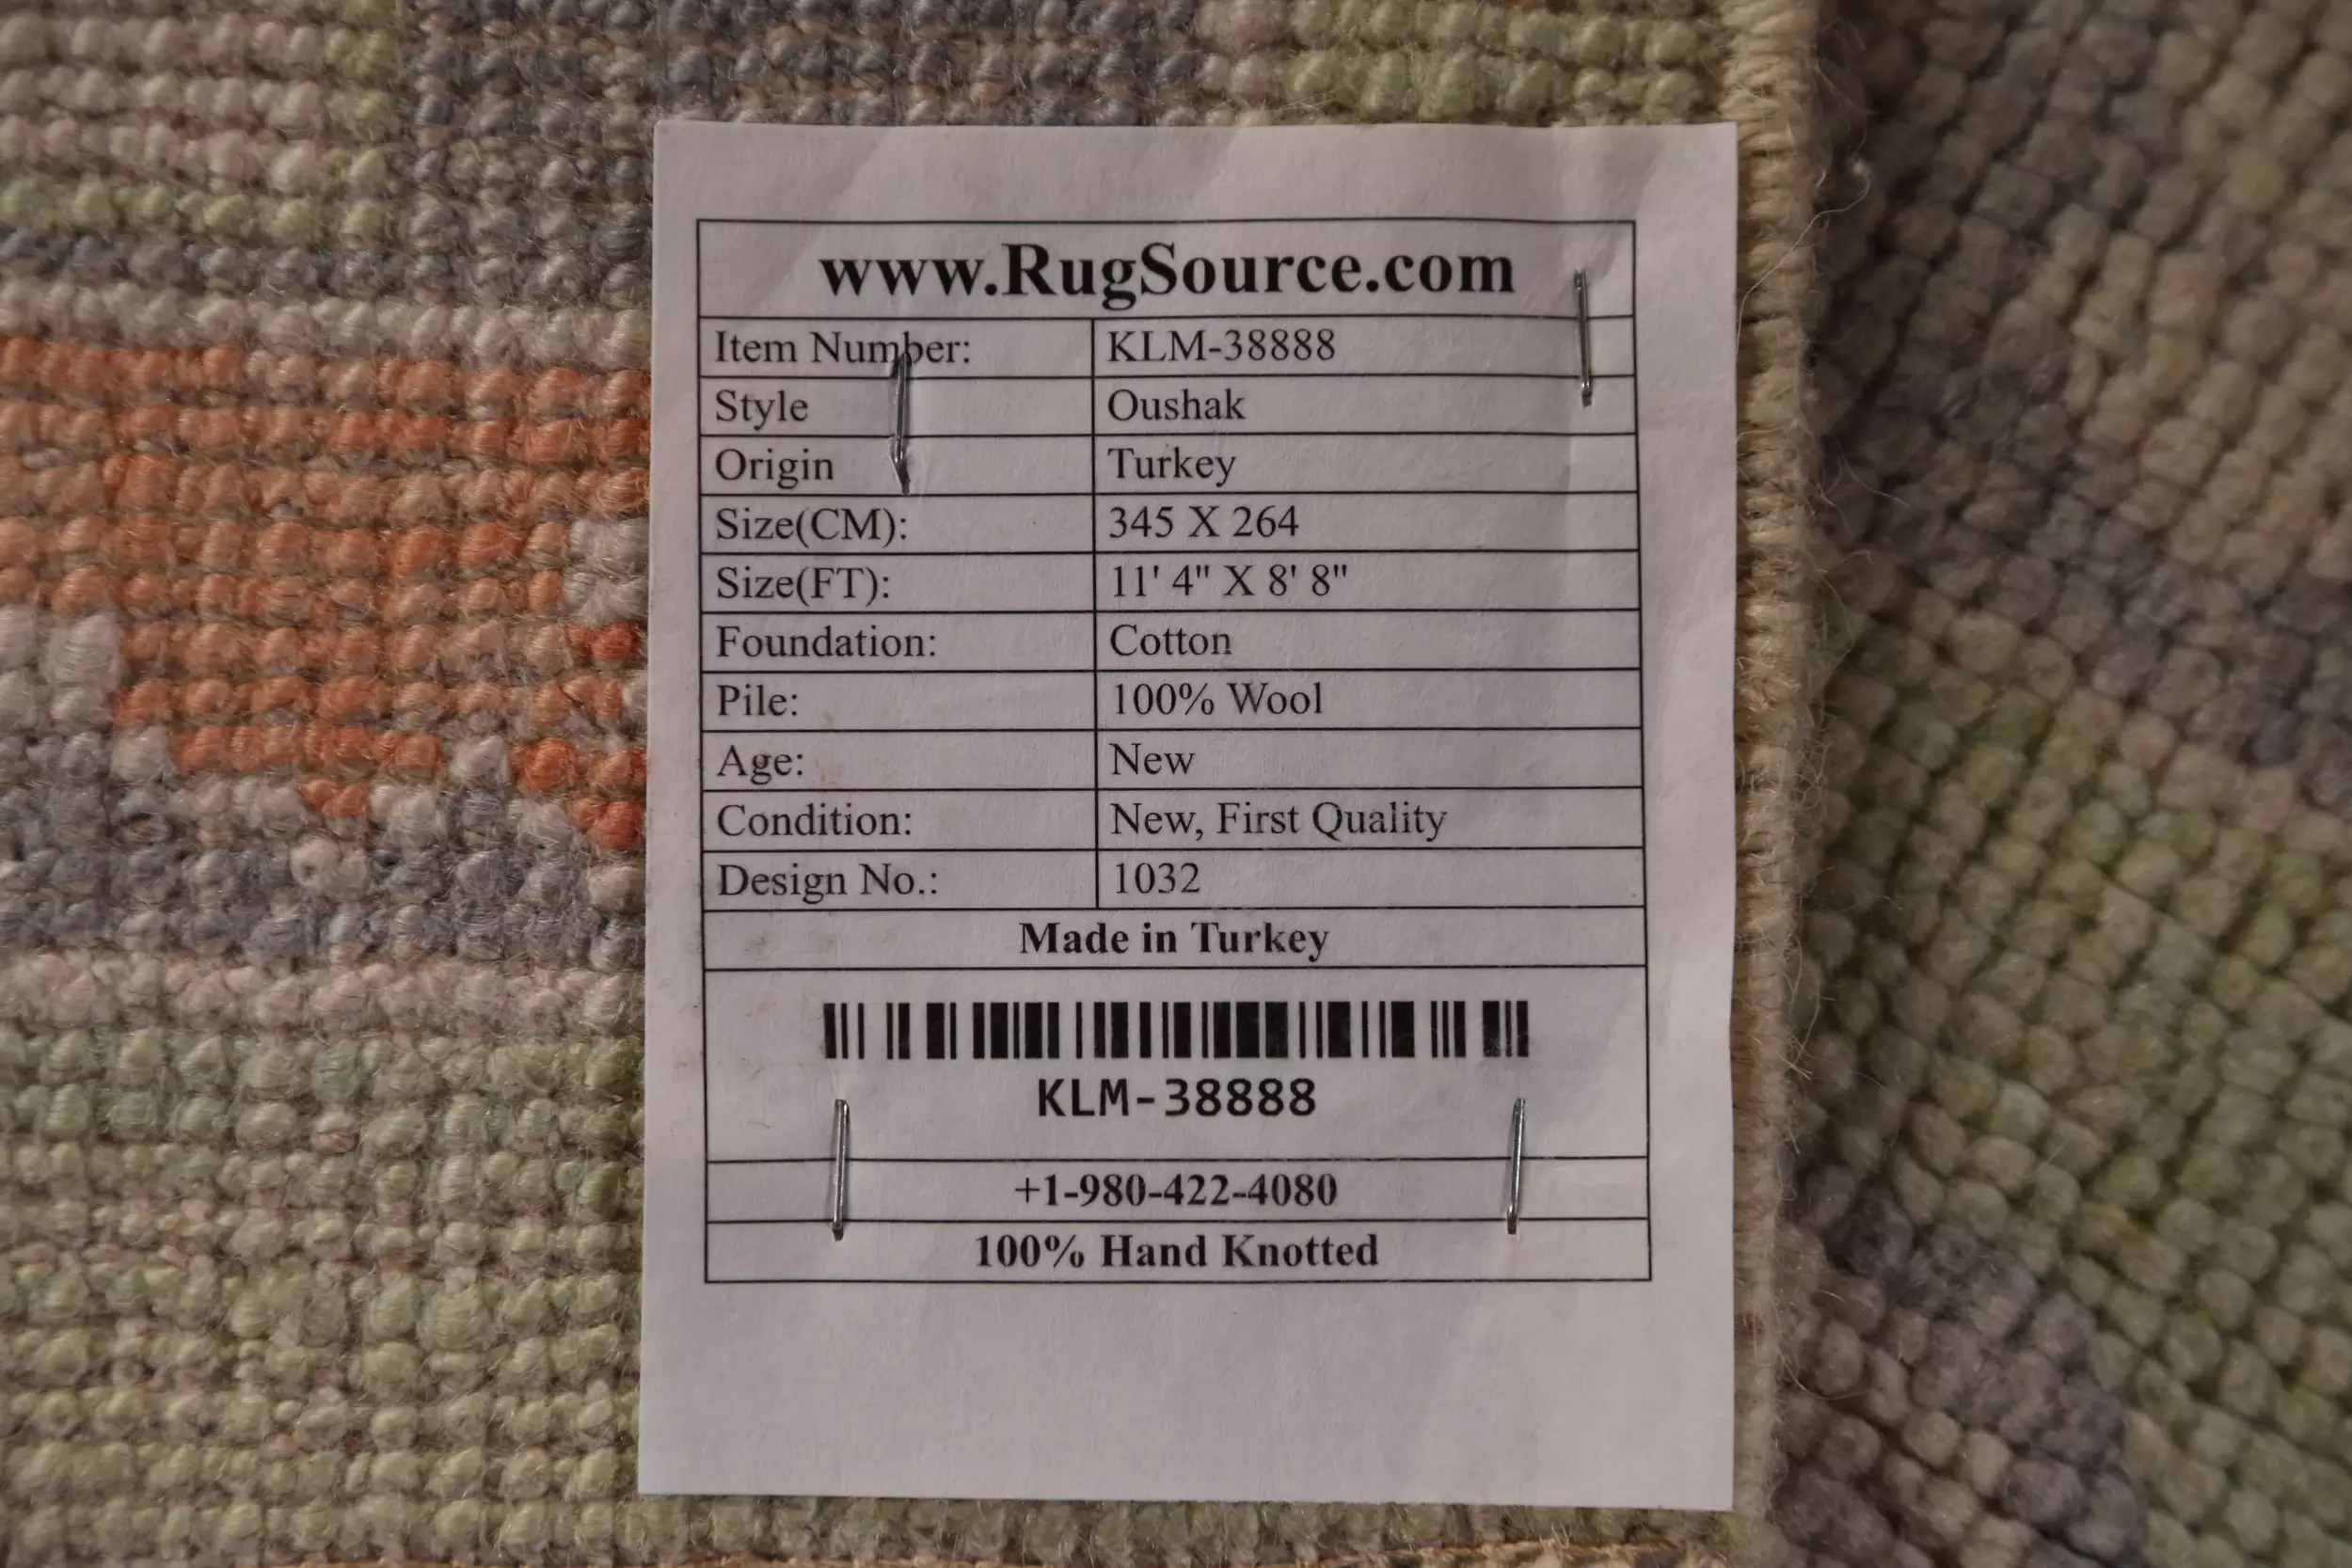 www.RugSource.com
Item Number: KLM-38888
Style Oushak
Origin Turkey
Size(CM): 345 X 264
Size(FT): 11' 4" X 8' 8"
Foundation: Cotton
Pile: 100% Wool
Age: New
Condition: New, First Quality
Design No.: 1032
Made in Turkey
KLM-38888
+1-980-422-4080
100% Hand Knotted